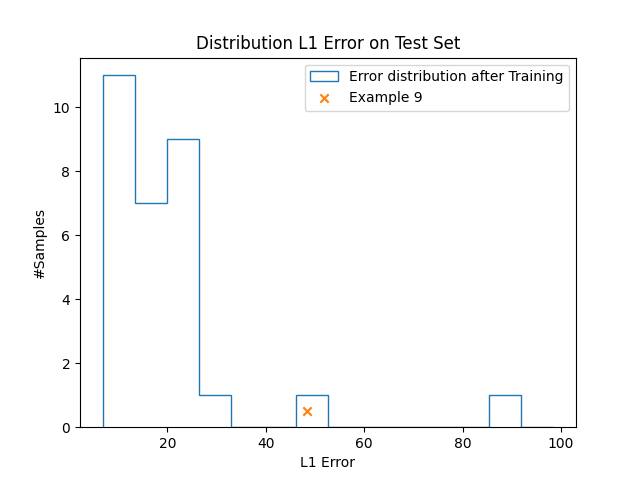 Distribution L1 Error on Test Set
Error distribution after Training
Example 9
#Samples
10
8
6
4
2
0
20 40 60 80 100
L1 Error